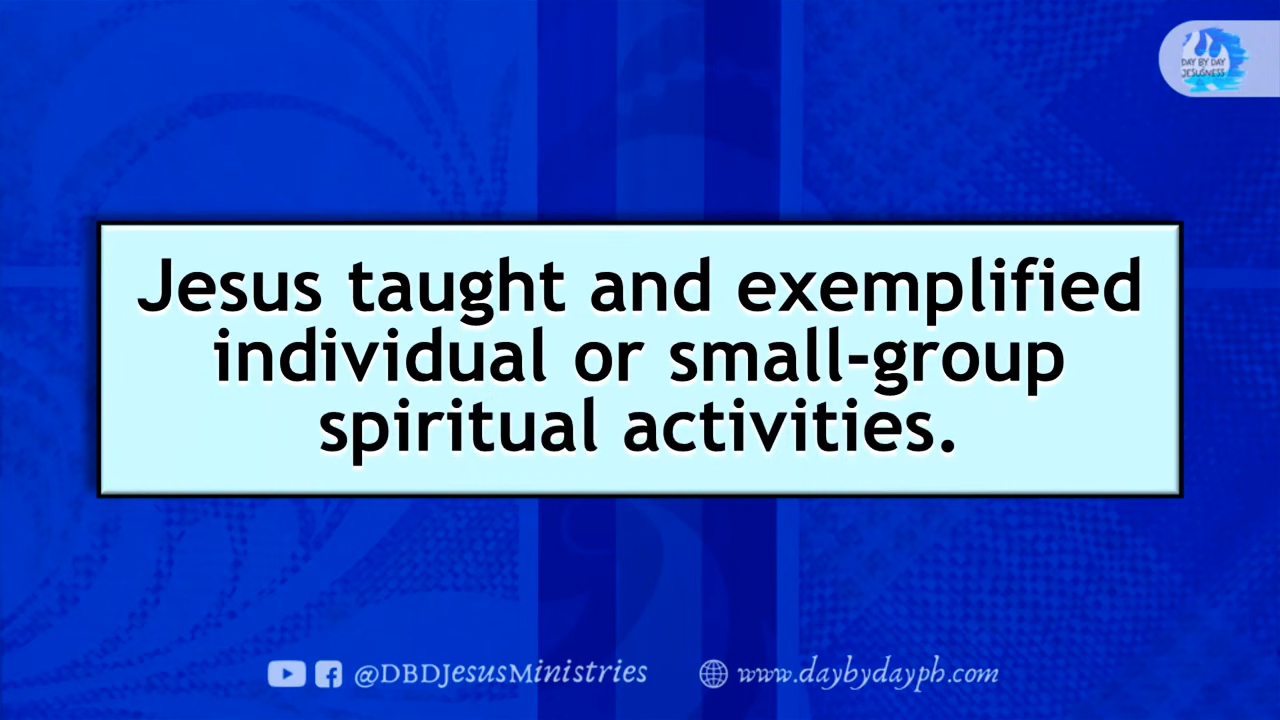 DAY BY DAY
JESUSNESS
Jesus taught and exemplified
individual or small-group
spiritual activities.
@DBDJesusMinistries
www.daybydayph.com